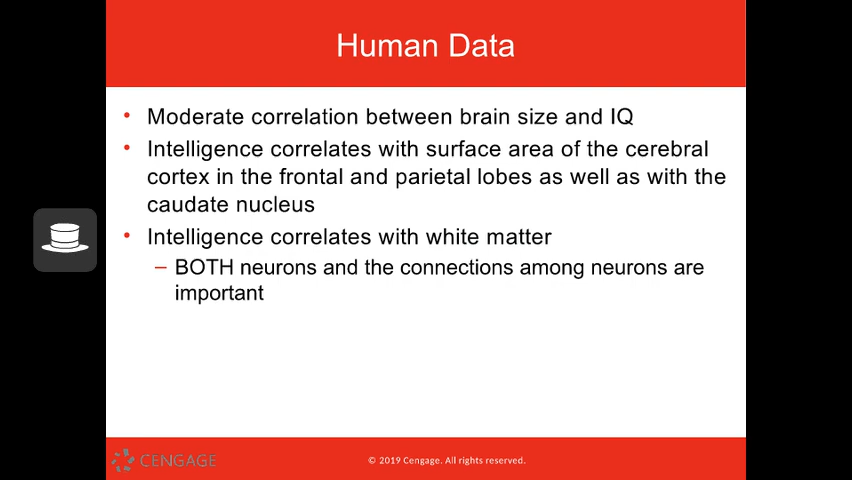 Human Data
• Moderate correlation between brain size and IQ
• Intelligence correlates with surface area of the cerebral
cortex in the frontal and parietal lobes as well as with the
caudate nucleus
• Intelligence correlates with white matter
– BOTH neurons and the connections among neurons are
important
CENGAGE
© 2019 Cengage. All rights reserved.